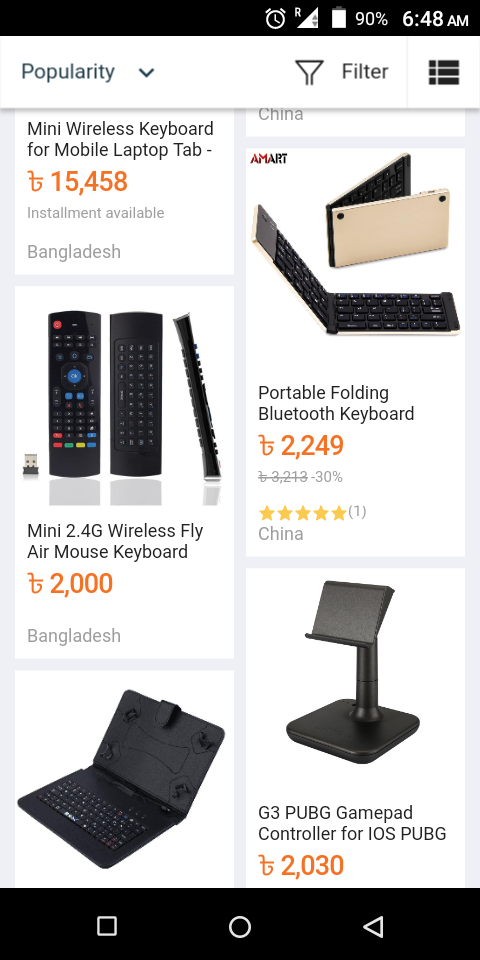 R
90%
6:48 AM
Popularity
Filter
Mini Wireless Keyboard
for Mobile Laptop Tab -
৳ 15,458
Installment available
Bangladesh
Mini 2.4G Wireless Fly
Air Mouse Keyboard
৳ 2,000
Bangladesh
China
AMART
Portable Folding
Bluetooth Keyboard
৳ 2,249
৳ 3,213 -30%
(1)
China
G3 PUBG Gamepad
Controller for IOS PUBG
৳ 2,030